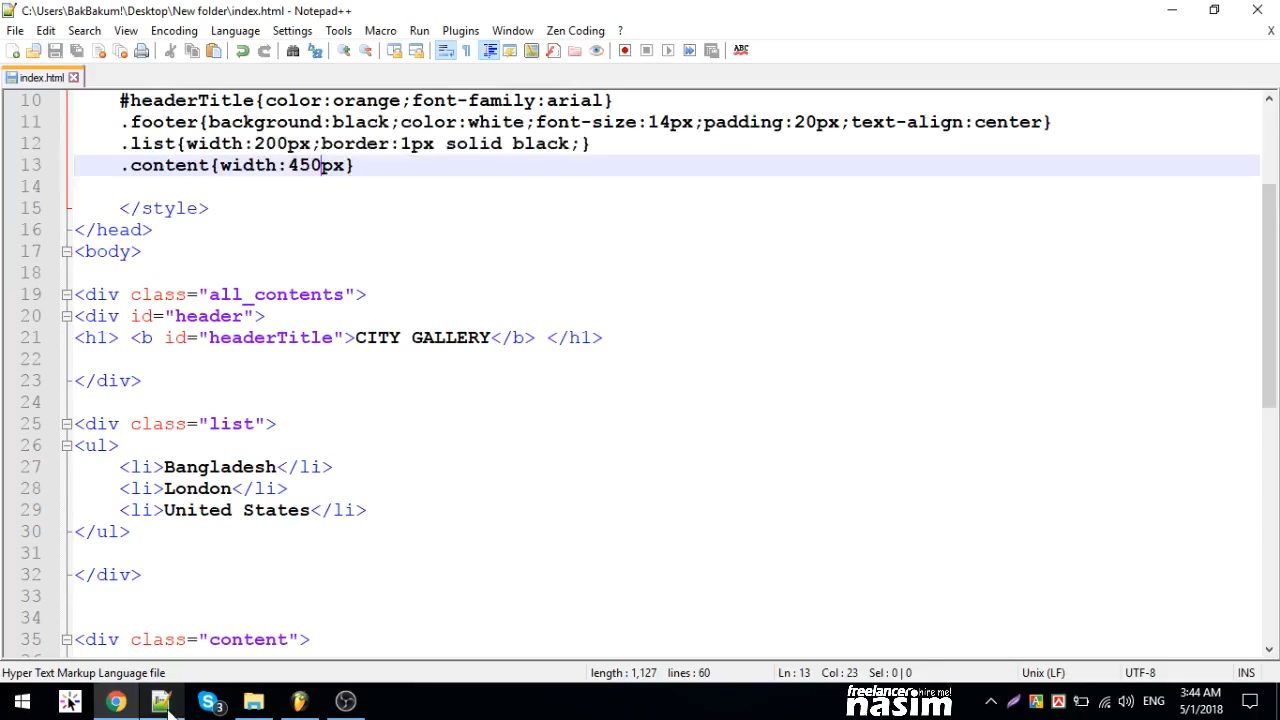 C:\Users\BakBakum!\Desktop\New folder\index.html - Notepad++
File Edit Search View Encoding Language Settings Tools Macro Run Plugins Window Zen Coding ? X
ABC
index.html
10 #headerTitle{color:orange;font-family:arial}
11 .footer{background:black;color:white;font-size:14px;padding:20px;text-align:center}
12 .list{width:200px;border:1px solid black;}
13 .content{width:450px}
14
15 </style>
16 </head>
17 <body>
18
19 <div class="all_contents">
20 <div id="header">
21 <h1> <b id="headerTitle">CITY GALLERY</b> </h1>
22
23 </div>
24
25 <div class="list">
26 <ul>
27 <li>Bangladesh</li>
28 <li>London</li>
29 <li>United States</li>
30 </ul>
31
32 </div>
33
34
35 <div class="content">
Hyper Text Markup Language file length : 1,127 lines : 60 Ln : 13 Col : 23 Sel : 0 | 0 Unix (LF) UTF-8 INS
3
freelancer hire me!
nasim
ENG
3:44 AM
5/1/2018